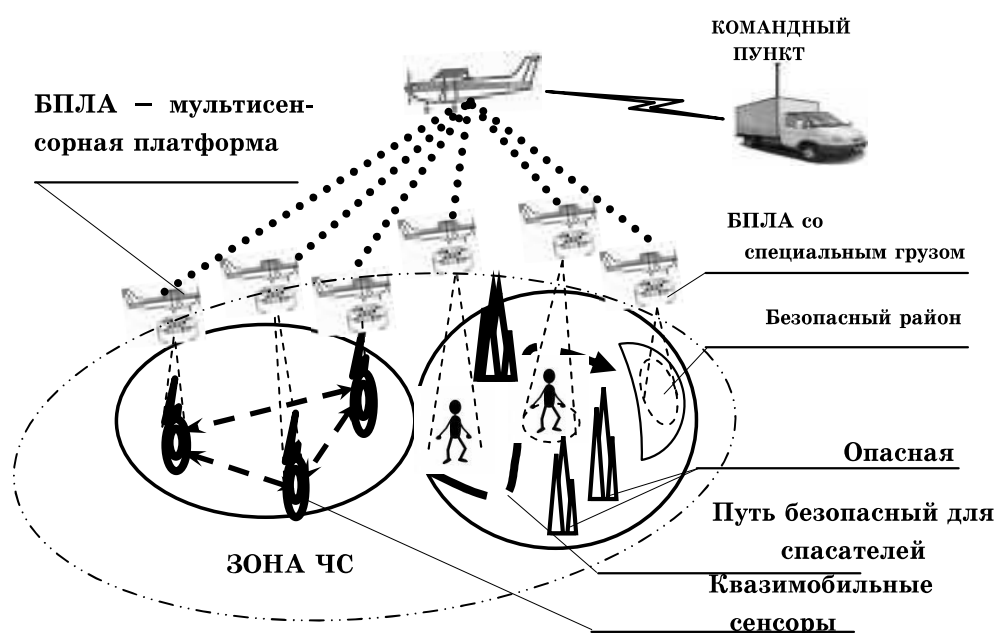 КОМАНДНЫЙ
ПУНКТ
БПЛА – мультисен-
сорная платформа
БПЛА со
специальным грузом
Безопасный район
Опасная
Путь безопасный для
спасателей
ЗОНА ЧС
Квазимобильные
сенсоры